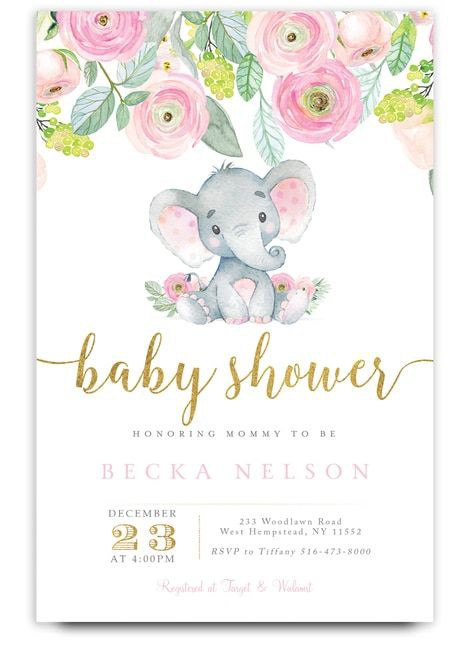 baby shower
HONORING MOMMY TO BE
BECKA NELSON
DECEMBER
23
AT 4:00PM
233 Woodlawn Road
West Hempstead, NY 11552
RSVP to Tiffany 516-473-8000
Registered at Target & Walmart